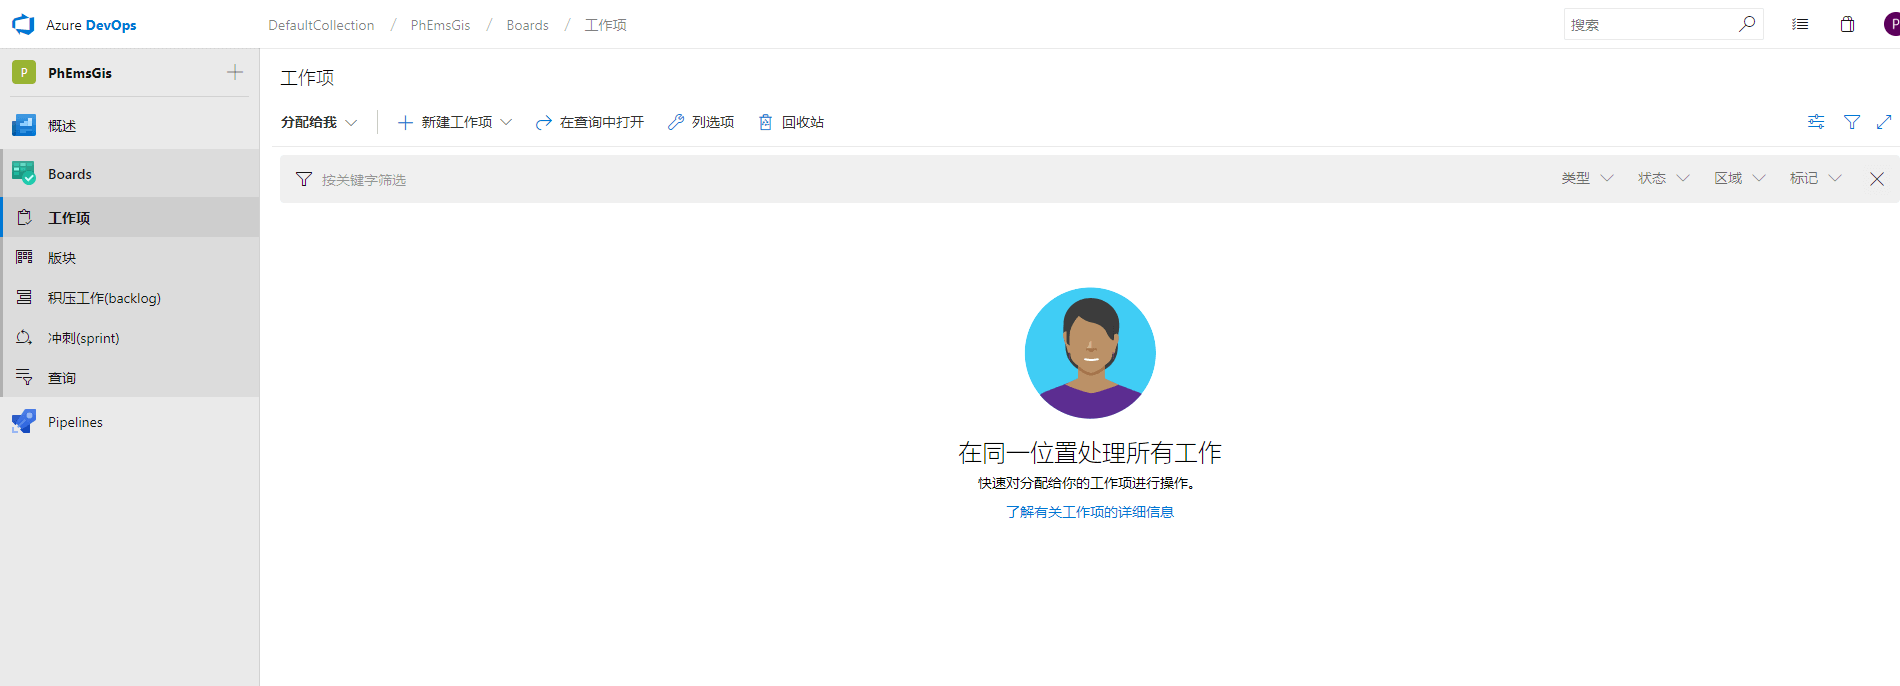 Azure DevOps
DefaultCollection / PhEmsGis / Boards / 工作项
搜索
P
P PhEmsGis
概述
Boards
工作项
版块
积压工作(backlog)
冲刺(sprint)
查询
Pipelines
工作项
分配给我 新建工作项 在查询中打开 列选项 回收站
按关键字筛选 类型 状态 区域 标记
在同一位置处理所有工作
快速对分配给你的工作项进行操作。
了解有关工作项的详细信息